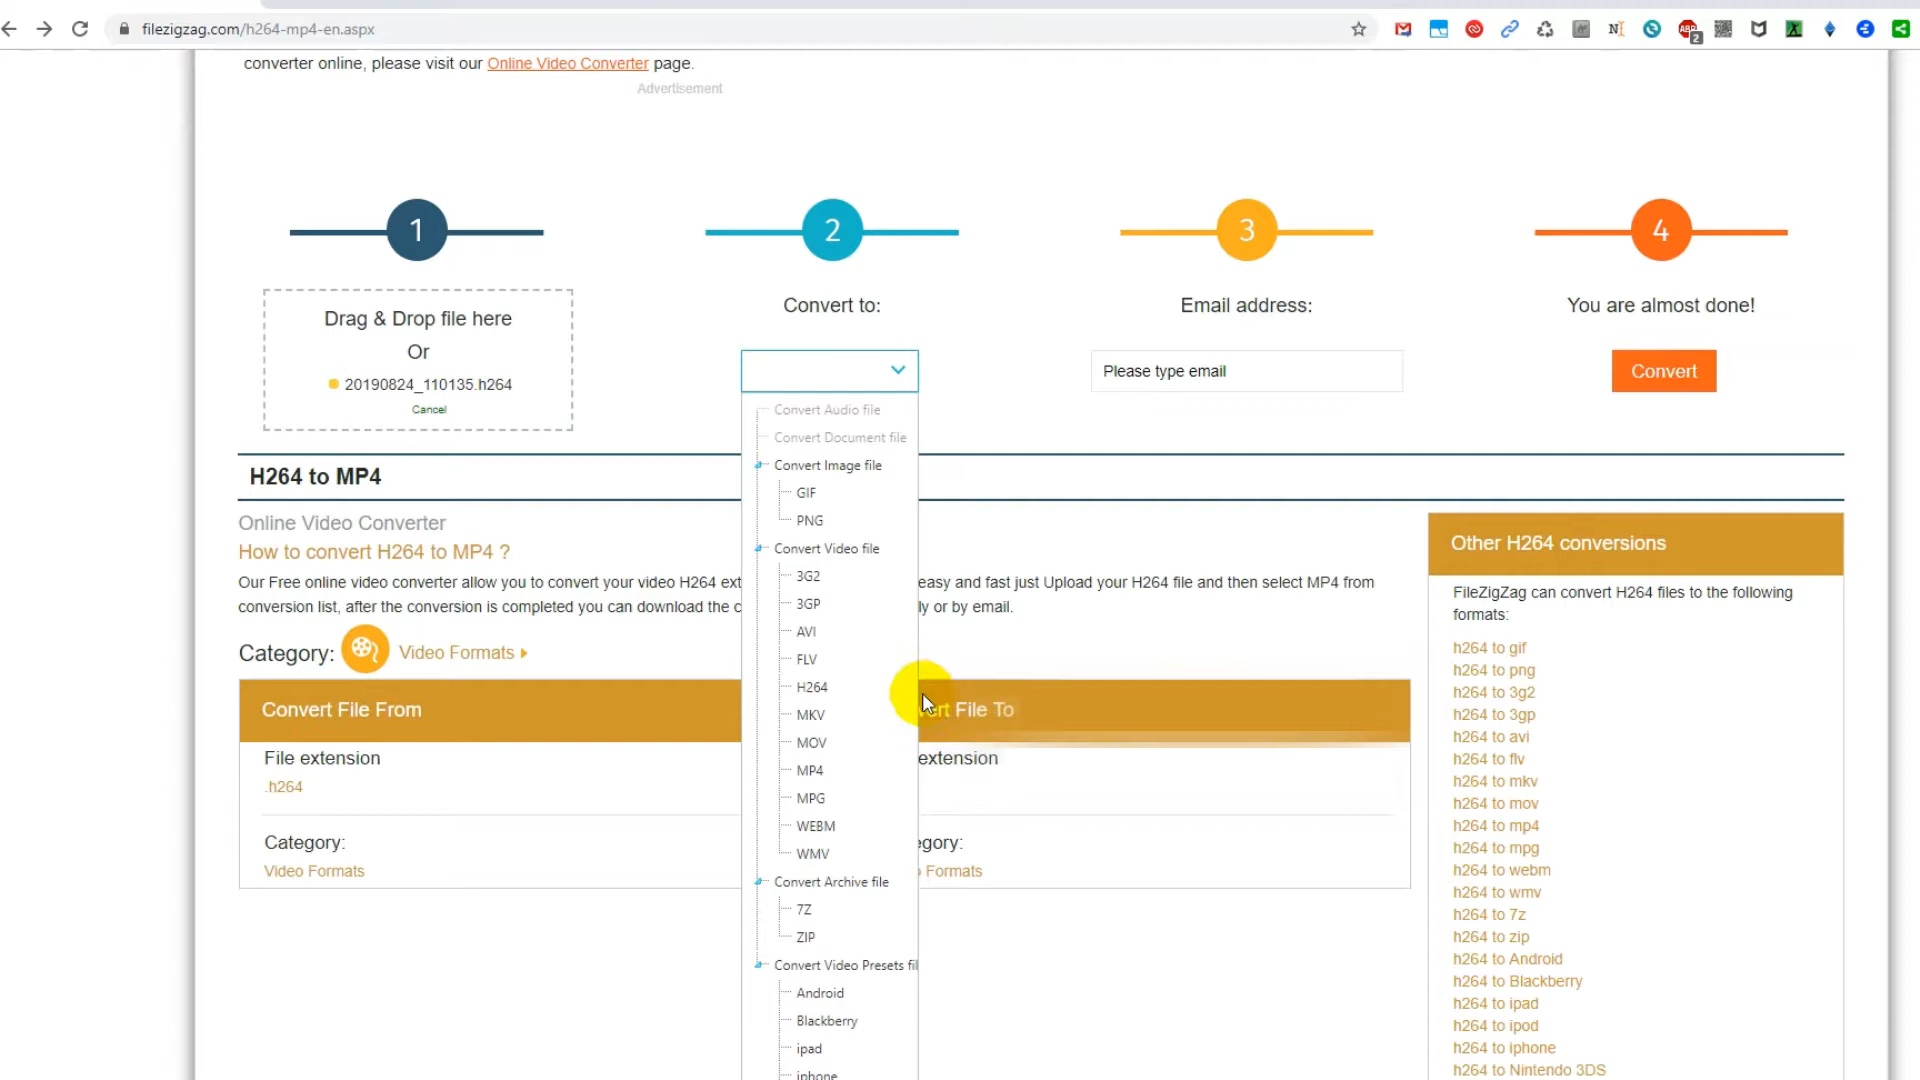 filezigzag.com/h264-mp4-en.aspx
converter online, please visit our Online Video Converter page.
Advertisement
1
2
3
4
Drag & Drop file here
Or
20190824_110135.h264
Cancel
Convert to:
Email address:
Please type email
You are almost done!
Convert
Convert Audio file
Convert Document file
Convert Image file
GIF
PNG
Convert Video file
3G2
3GP
AVI
FLV
H264
MKV
MOV
MP4
MPG
WEBM
WMV
Convert Archive file
7Z
ZIP
Convert Video Presets fil
Android
Blackberry
ipad
iphone
H264 to MP4
Online Video Converter
How to convert H264 to MP4 ?
Our Free online video converter allow you to convert your video H264 ext easy and fast just Upload your H264 file and then select MP4 from
conversion list, after the conversion is completed you can download the c ly or by email.
Category: Video Formats
Convert File From
File extension
.h264
Category:
Video Formats
vert File To
extension
egory:
Formats
Other H264 conversions
FileZigZag can convert H264 files to the following
formats:
h264 to gif
h264 to png
h264 to 3g2
h264 to 3gp
h264 to avi
h264 to flv
h264 to mkv
h264 to mov
h264 to mp4
h264 to mpg
h264 to webm
h264 to wmv
h264 to 7z
h264 to zip
h264 to Android
h264 to Blackberry
h264 to ipad
h264 to ipod
h264 to iphone
h264 to Nintendo 3DS